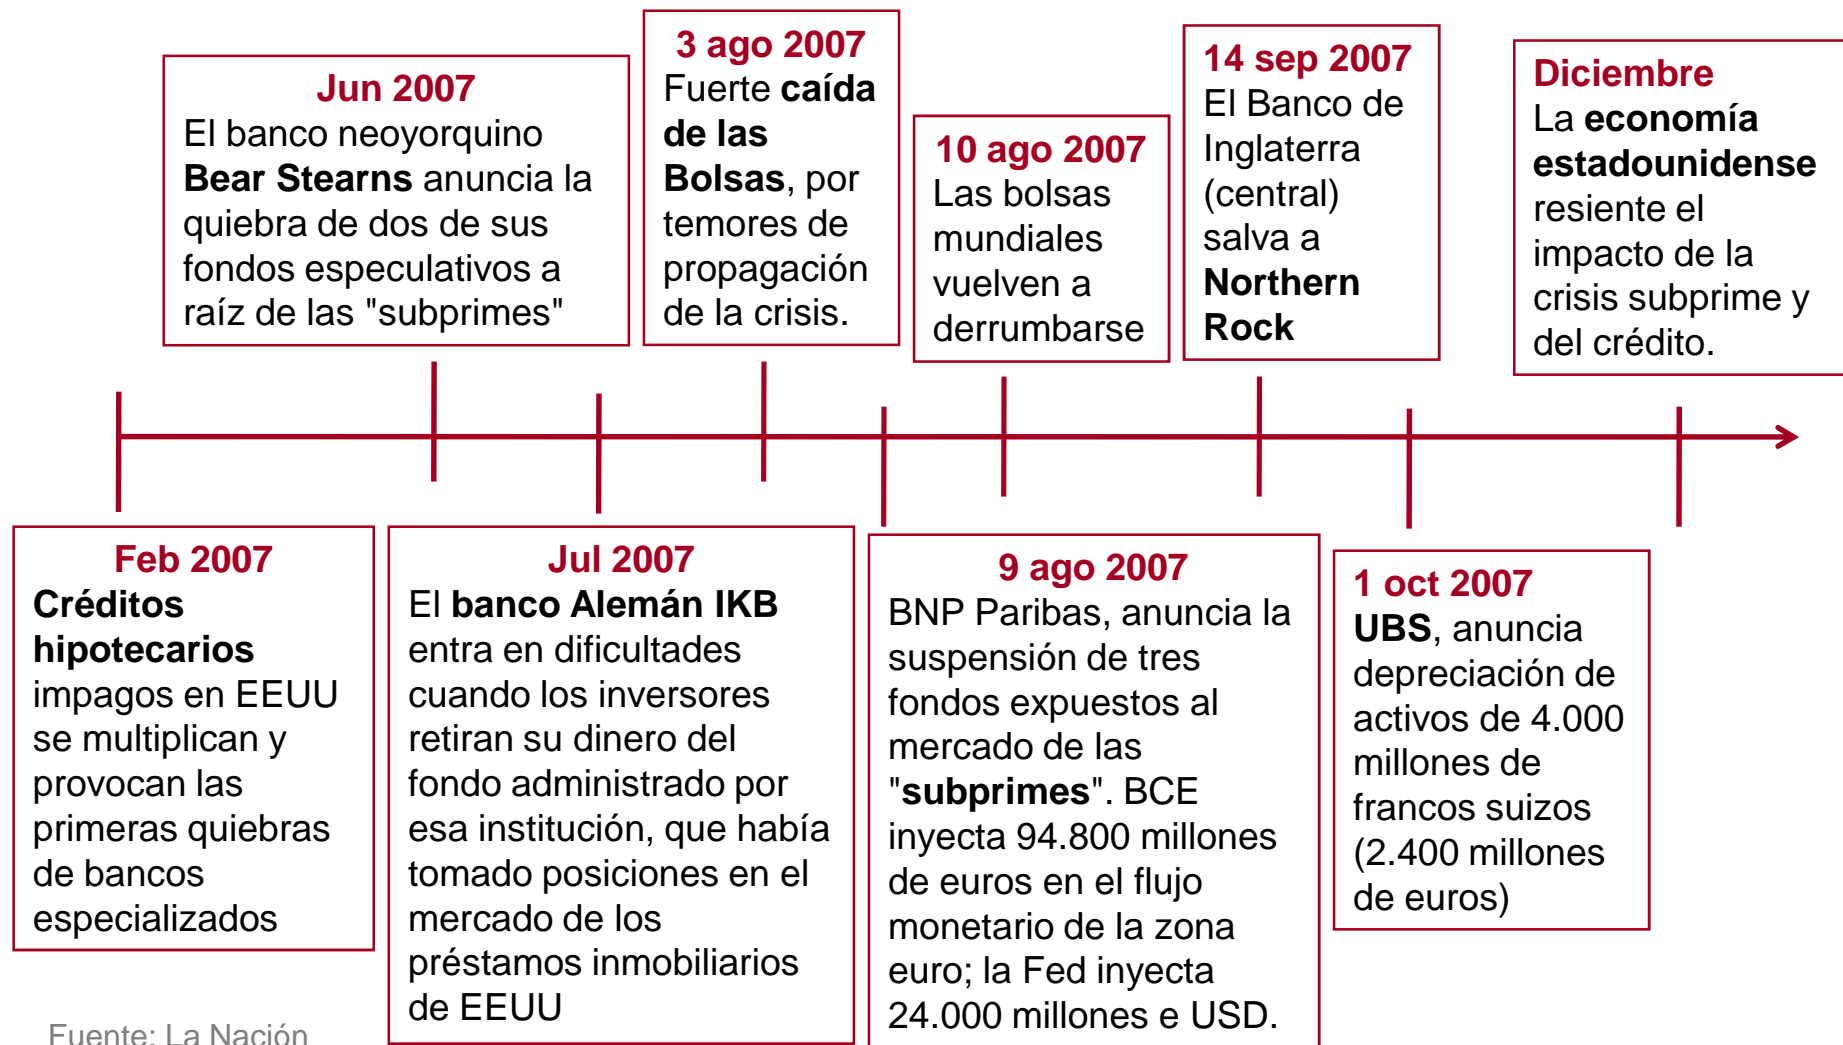 Jun 2007
El banco neoyorquino
Bear Stearns anuncia la
quiebra de dos de sus
fondos especulativos a
raíz de las "subprimes"
3 ago 2007
Fuerte caída
de las
Bolsas, por
temores de
propagación
de la crisis.
10 ago 2007
Las bolsas
mundiales
vuelven a
derrumbarse
14 sep 2007
El Banco de
Inglaterra
(central)
salva a
Northern
Rock
Diciembre
La economía
estadounidense
resiente el
impacto de la
crisis subprime y
del crédito.
Feb 2007
Créditos
hipotecarios
impagos en EEUU
se multiplican y
provocan las
primeras quiebras
de bancos
especializados
Jul 2007
El banco Alemán IKB
entra en dificultades
cuando los inversores
retiran su dinero del
fondo administrado por
esa institución, que había
tomado posiciones en el
mercado de los
préstamos inmobiliarios
de EEUU
9 ago 2007
BNP Paribas, anuncia la
suspensión de tres
fondos expuestos al
mercado de las
"subprimes". BCE
inyecta 94.800 millones
de euros en el flujo
monetario de la zona
euro; la Fed inyecta
24.000 millones e USD.
1 oct 2007
UBS, anuncia
depreciación de
activos de 4.000
millones de
francos suizos
(2.400 millones
de euros)
Fuente: La Nación